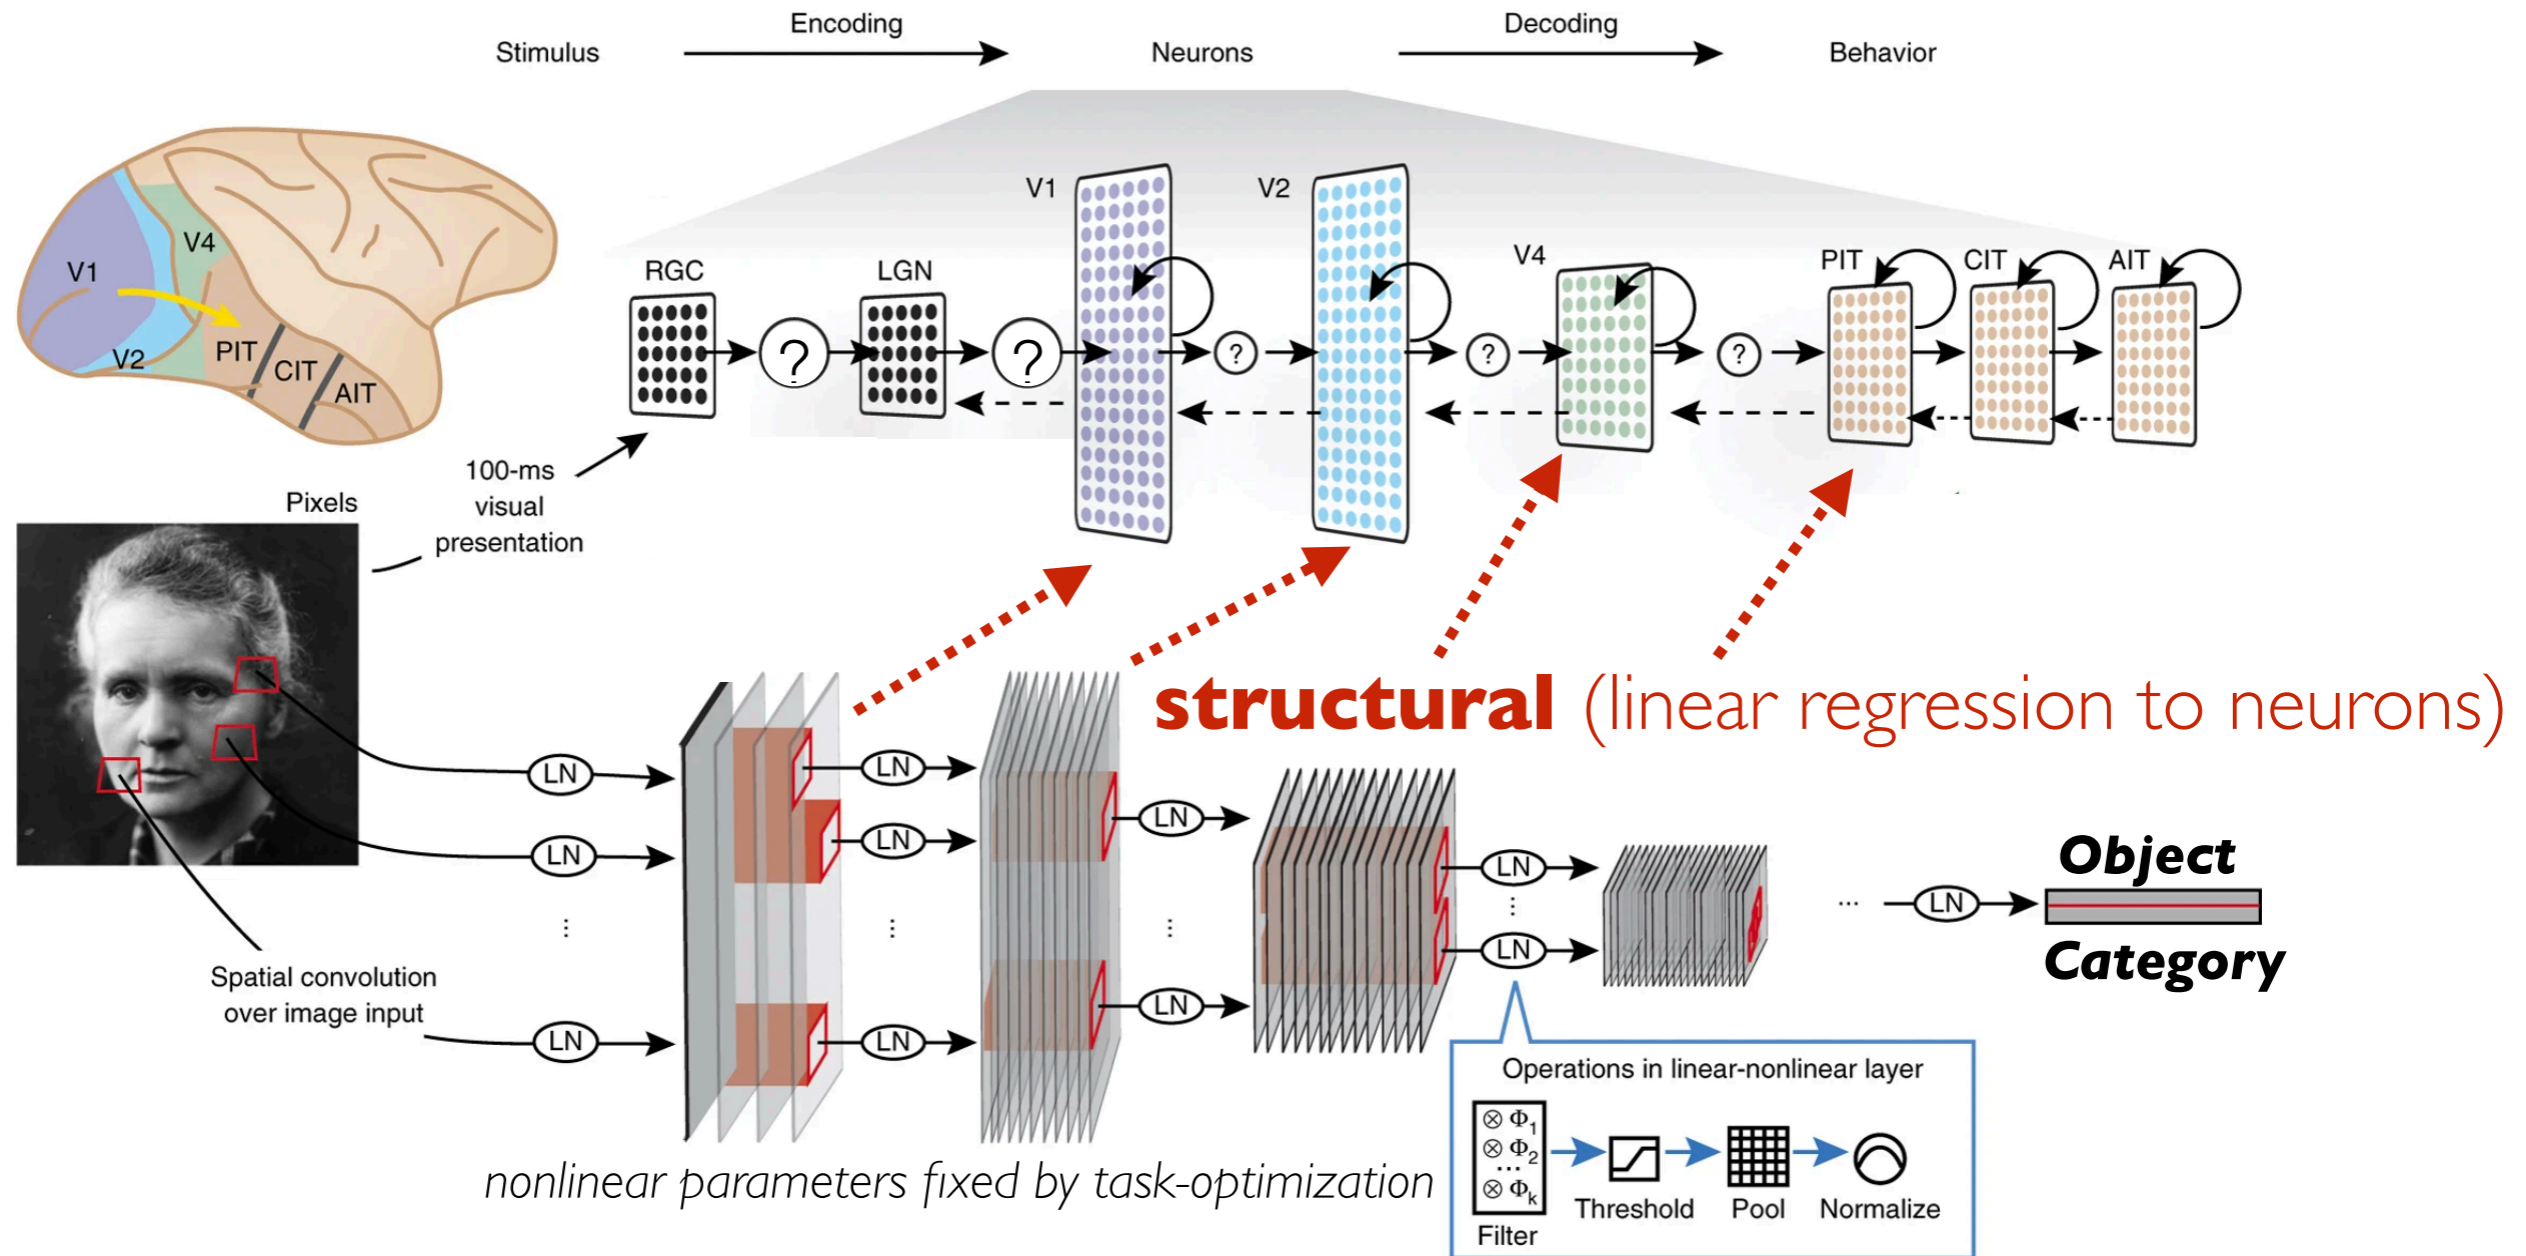 Stimulus
Encoding
Neurons
Decoding
Behavior
V1
V2
V4
PIT
CIT
AIT
RGC
?
LGN
?
V1
?
V2
?
V4
?
PIT
CIT
AIT
100-ms
visual
presentation
Pixels
structural (linear regression to neurons)
LN
LN
⋮
LN
LN
LN
⋮
LN
LN
⋮
LN
LN
⋮
LN
...
LN
Object
Category
Spatial convolution
over image input
nonlinear parameters fixed by task-optimization
Operations in linear-nonlinear layer
⊗ Φ1
⊗ Φ2
...
⊗ Φk
Filter
Threshold
Pool
Normalize